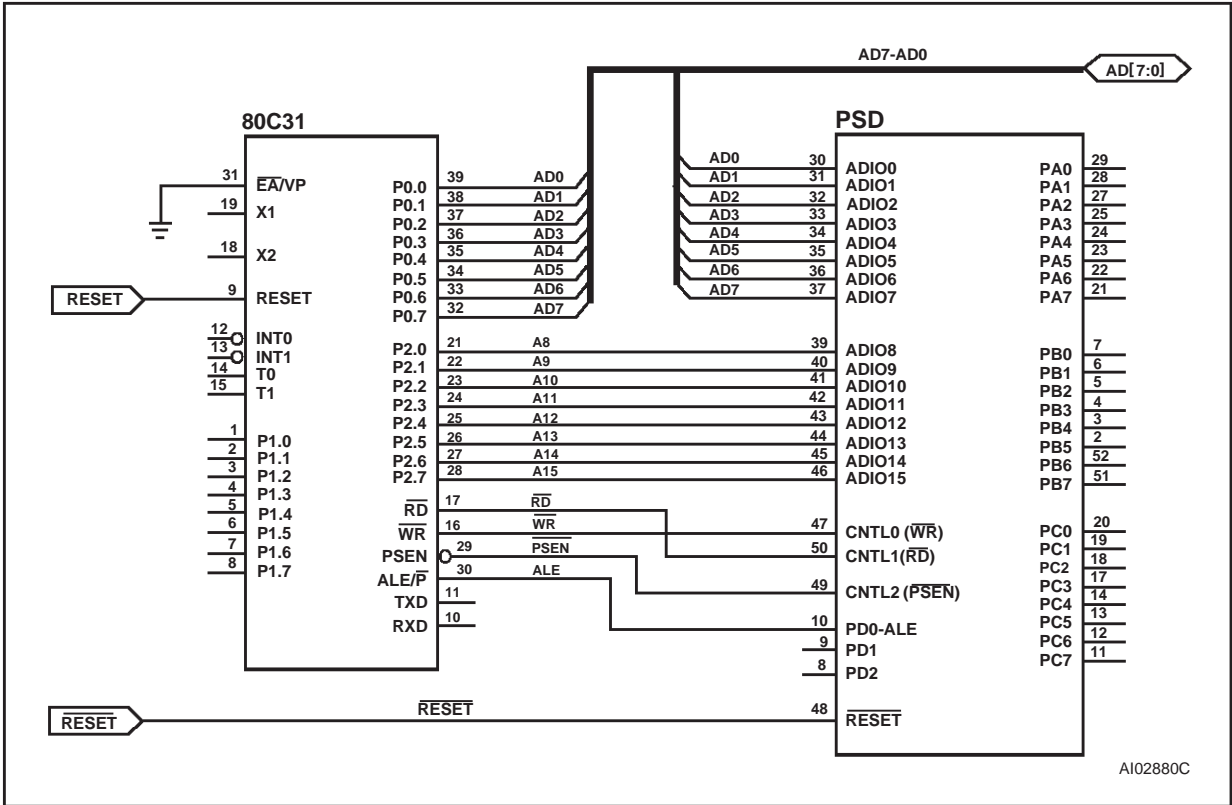 AD7-AD0
AD[7:0]
80C31
PSD
31 EA/VP
19 X1
18 X2
RESET
9 RESET
12 INT0
13 INT1
14 T0
15 T1
1 P1.0
2 P1.1
3 P1.2
4 P1.3
5 P1.4
6 P1.5
7 P1.6
8 P1.7
P0.0 39 AD0
P0.1 38 AD1
P0.2 37 AD2
P0.3 36 AD3
P0.4 35 AD4
P0.5 34 AD5
P0.6 33 AD6
P0.7 32 AD7
P2.0 21 A8
P2.1 22 A9
P2.2 23 A10
P2.3 24 A11
P2.4 25 A12
P2.5 26 A13
P2.6 27 A14
P2.7 28 A15
RD 17 RD
WR 16 WR
PSEN 29 PSEN
ALE/P 30 ALE
TXD 11
RXD 10
AD0 30 ADIO0
AD1 31 ADIO1
AD2 32 ADIO2
AD3 33 ADIO3
AD4 34 ADIO4
AD5 35 ADIO5
AD6 36 ADIO6
AD7 37 ADIO7
39 ADIO8
40 ADIO9
41 ADIO10
42 ADIO11
43 ADIO12
44 ADIO13
45 ADIO14
46 ADIO15
47 CNTL0 (WR)
50 CNTL1(RD)
49 CNTL2 (PSEN)
10 PD0-ALE
9 PD1
8 PD2
48 RESET
PA0 29
PA1 28
PA2 27
PA3 25
PA4 24
PA5 23
PA6 22
PA7 21
PB0 7
PB1 6
PB2 5
PB3 4
PB4 3
PB5 2
PB6 52
PB7 51
PC0 20
PC1 19
PC2 18
PC3 17
PC4 14
PC5 13
PC6 12
PC7 11
RESET
RESET
AI02880C